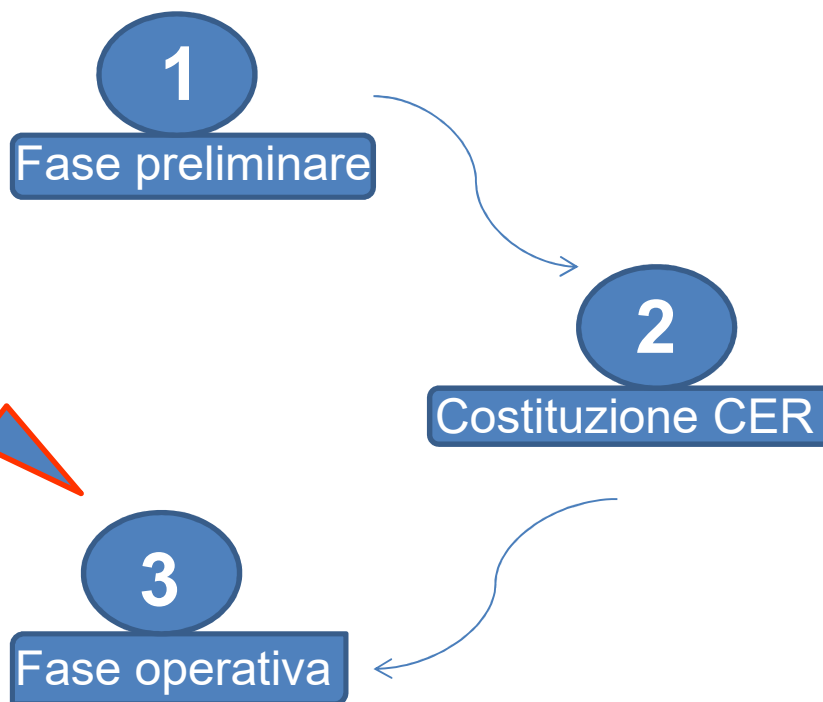 1
Fase preliminare
2
Costituzione CER
3
Fase operativa